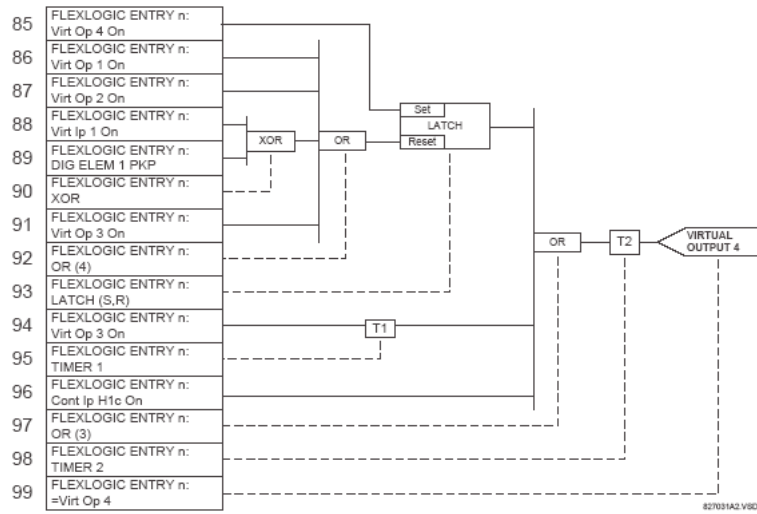 85 FLEXLOGIC ENTRY n:
Virt Op 4 On
86 FLEXLOGIC ENTRY n:
Virt Op 1 On
87 FLEXLOGIC ENTRY n:
Virt Op 2 On
88 FLEXLOGIC ENTRY n:
Virt Ip 1 On
89 FLEXLOGIC ENTRY n:
DIG ELEM 1 PKP
90 FLEXLOGIC ENTRY n:
XOR
91 FLEXLOGIC ENTRY n:
Virt Op 3 On
92 FLEXLOGIC ENTRY n:
OR (4)
93 FLEXLOGIC ENTRY n:
LATCH (S,R)
94 FLEXLOGIC ENTRY n:
Virt Op 3 On
95 FLEXLOGIC ENTRY n:
TIMER 1
96 FLEXLOGIC ENTRY n:
Cont Ip H1c On
97 FLEXLOGIC ENTRY n:
OR (3)
98 FLEXLOGIC ENTRY n:
TIMER 2
99 FLEXLOGIC ENTRY n:
=Virt Op 4
XOR
OR
Set
LATCH
Reset
T1
OR
T2
VIRTUAL
OUTPUT 4
827031A2.VSD